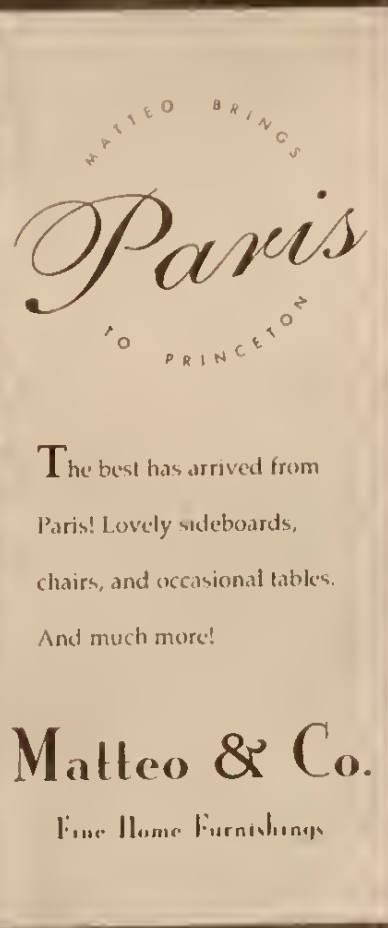 MATTEO BRINGS
Paris
TO PRINCETON
The best has arrived from
Paris! Lovely sideboards,
chairs, and occasional tables.
And much more!
Matteo & Co.
Fine Home Furnishings